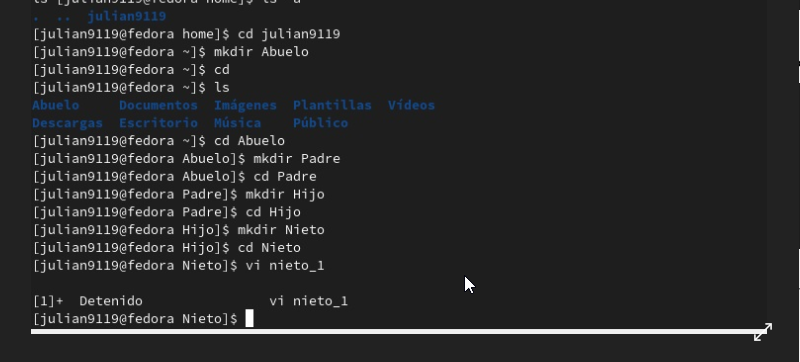 .  ..  julian9119
[julian9119@fedora home]$ cd julian9119
[julian9119@fedora ~]$ mkdir Abuelo
[julian9119@fedora ~]$ cd
[julian9119@fedora ~]$ ls
Abuelo     Documentos  Imágenes  Plantillas  Vídeos
Descargas  Escritorio  Música    Público
[julian9119@fedora ~]$ cd Abuelo
[julian9119@fedora Abuelo]$ mkdir Padre
[julian9119@fedora Abuelo]$ cd Padre
[julian9119@fedora Padre]$ mkdir Hijo
[julian9119@fedora Padre]$ cd Hijo
[julian9119@fedora Hijo]$ mkdir Nieto
[julian9119@fedora Hijo]$ cd Nieto
[julian9119@fedora Nieto]$ vi nieto_1
[1]+  Detenido                vi nieto_1
[julian9119@fedora Nieto]$